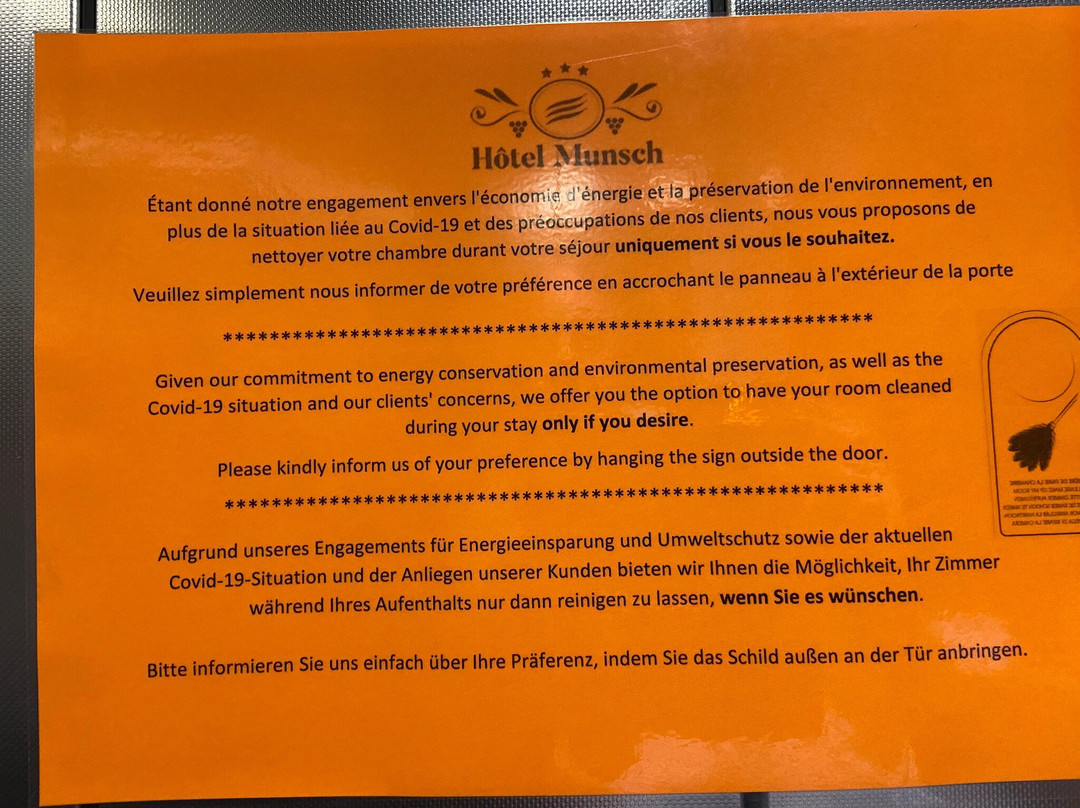 Hôtel Munsch
Étant donné notre engagement envers l'économie d'énergie et la préservation de l'environnement, en
plus de la situation liée au Covid-19 et des préoccupations de nos clients, nous vous proposons de
nettoyer votre chambre durant votre séjour uniquement si vous le souhaitez.
Veuillez simplement nous informer de votre préférence en accrochant le panneau à l'extérieur de la porte
********************************************************************
Given our commitment to energy conservation and environmental preservation, as well as the
Covid-19 situation and our clients' concerns, we offer you the option to have your room cleaned
during your stay only if you desire.
Please kindly inform us of your preference by hanging the sign outside the door.
********************************************************************
Aufgrund unseres Engagements für Energieeinsparung und Umweltschutz sowie der aktuellen
Covid-19-Situation und der Anliegen unserer Kunden bieten wir Ihnen die Möglichkeit, Ihr Zimmer
während Ihres Aufenthalts nur dann reinigen zu lassen, wenn Sie es wünschen.
Bitte informieren Sie uns einfach über Ihre Präferenz, indem Sie das Schild außen an der Tür anbringen.